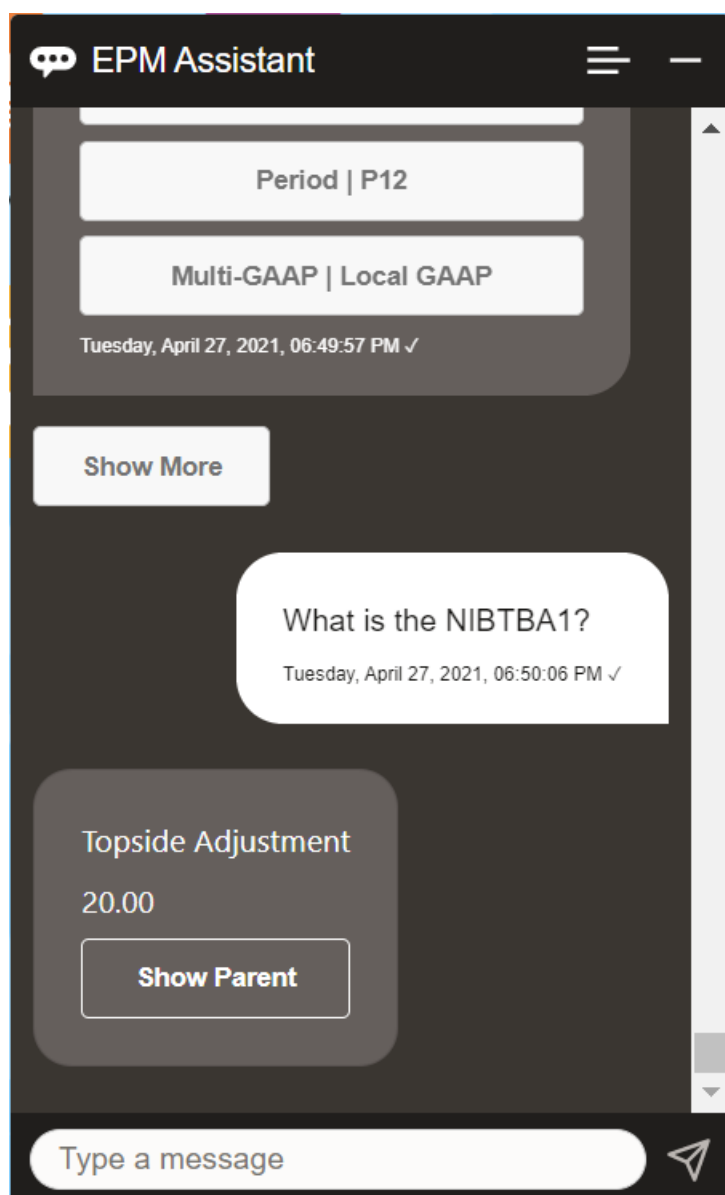 EPM Assistant
Period | P12
Multi-GAAP | Local GAAP
Tuesday, April 27, 2021, 06:49:57 PM ✓
Show More
What is the NIBTBA1?
Tuesday, April 27, 2021, 06:50:06 PM ✓
Topside Adjustment
20.00
Show Parent
Type a message